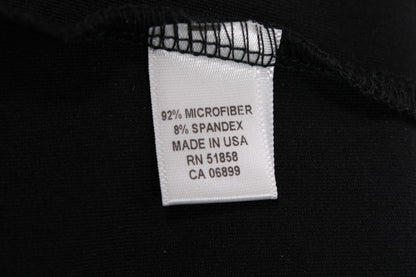 92% MICROFIBER
8% SPANDEX
MADE IN USA
RN 51858
CA 06899